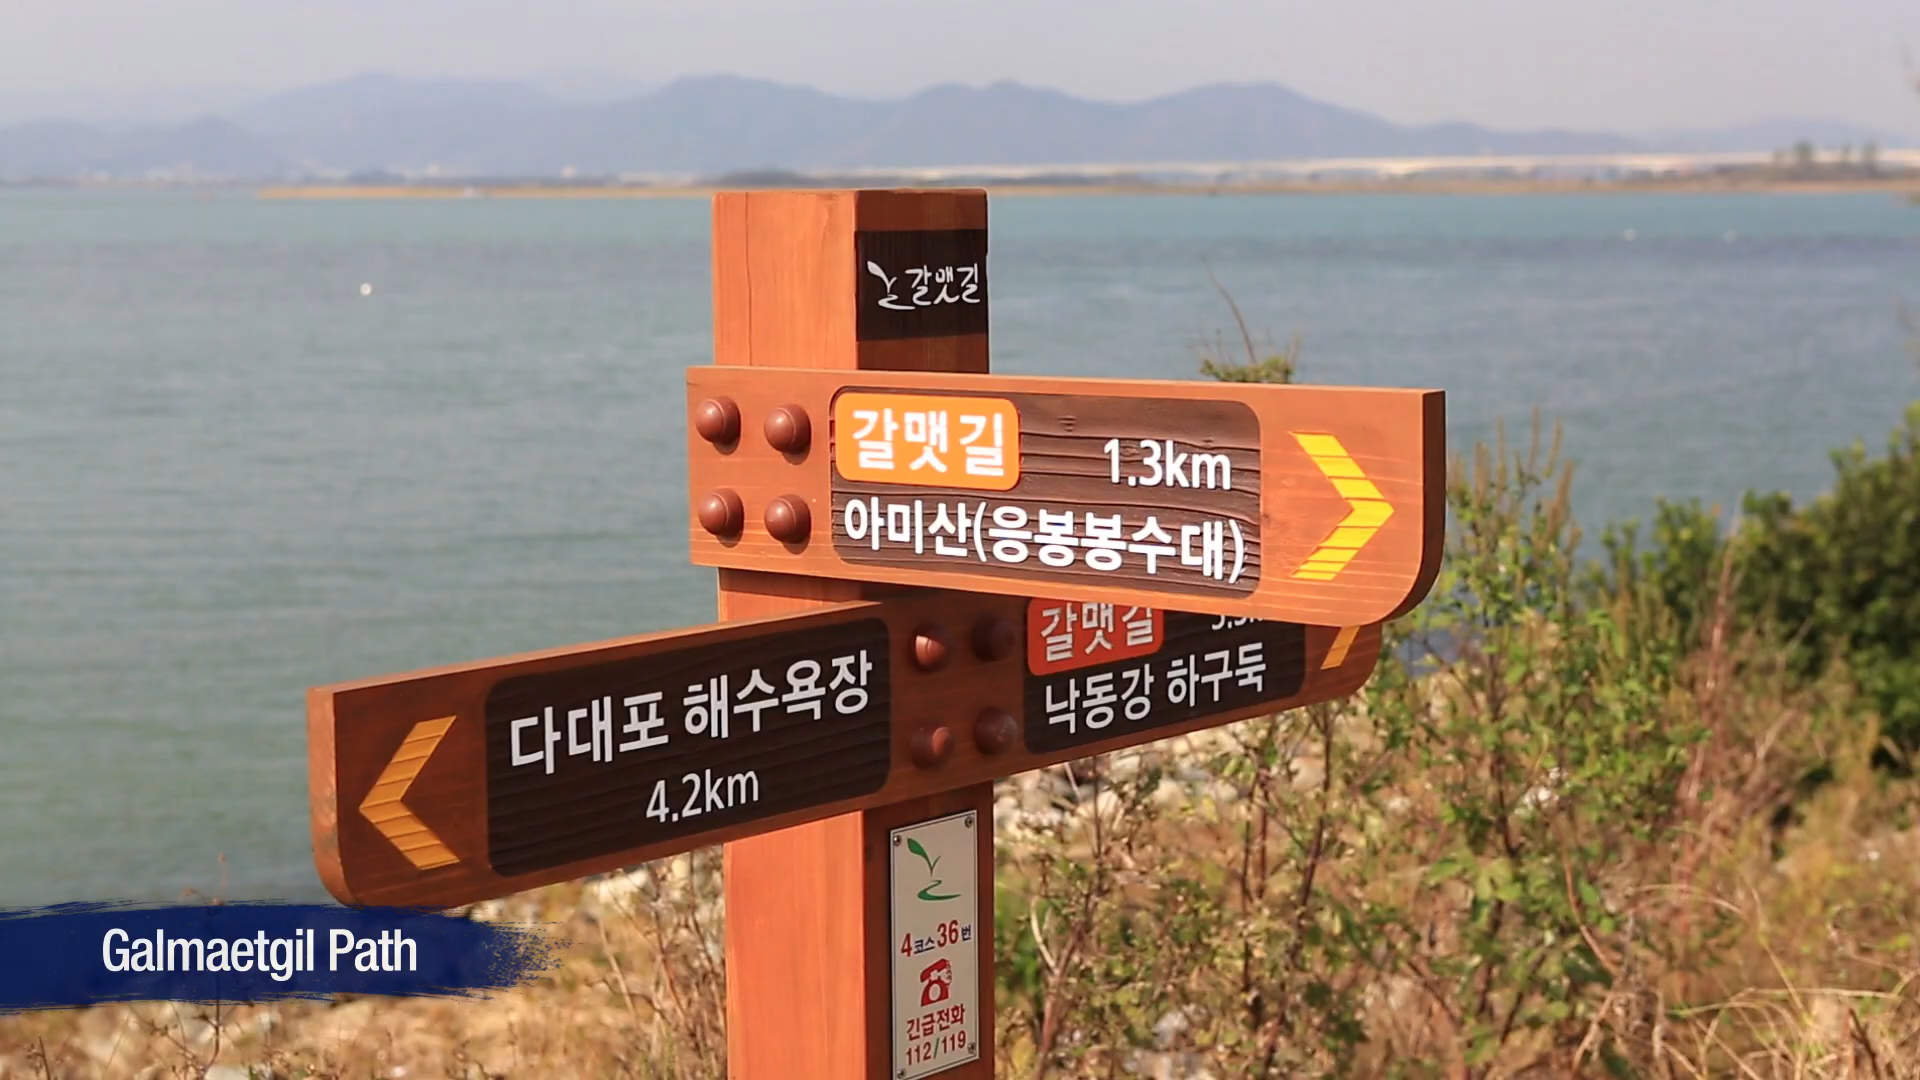 갈맷길
갈맷길
1.3km
아미산(응봉봉수대)
갈맷길
낙동강 하구둑
다대포 해수욕장
4.2km
4코스 36번
긴급전화
112/119
Galmaetgil Path